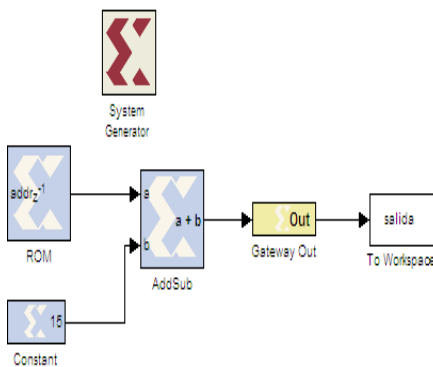 System
Generator
addr z⁻¹
ROM
a
b
a + b
AddSub
Out
Gateway Out
salida
To Workspace
15
Constant